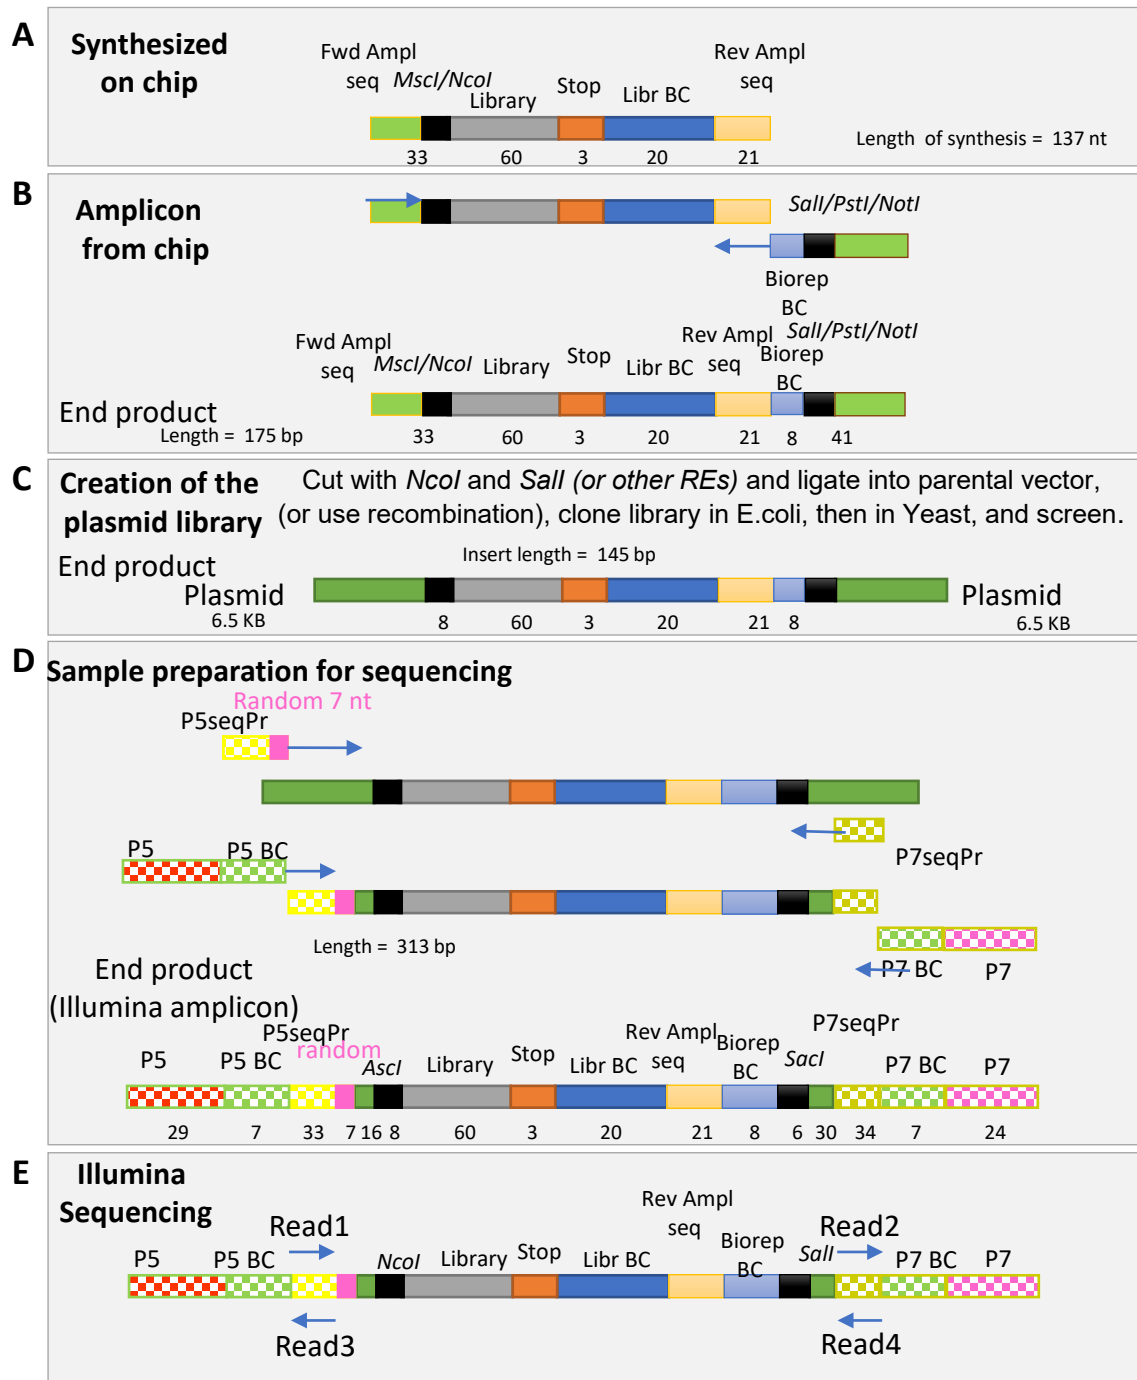 A
Synthesized
on chip
Fwd Ampl
seq
MscI/NcoI
Library
Stop
Libr BC
Rev Ampl
seq
33 60 3 20 21
Length of synthesis = 137 nt
B
Amplicon
from chip
SalI/PstI/NotI
Biorep
BC
Fwd Ampl
seq
MscI/NcoI
Library
Stop
Libr BC
Rev Ampl
seq
Biorep
BC
SalI/PstI/NotI
End product
Length = 175 bp
33 60 3 20 21 8 41
C
Creation of the
plasmid library
Cut with NcoI and SalI (or other REs) and ligate into parental vector,
(or use recombination), clone library in E.coli, then in Yeast, and screen.
Insert length = 145 bp
End product
Plasmid
6.5 KB
Plasmid
6.5 KB
8 60 3 20 21 8
D
Sample preparation for sequencing
Random 7 nt
P5seqPr
P7seqPr
P5
P5 BC
Length = 313 bp
P7 BC
P7
End product
(Illumina amplicon)
P5
P5 BC
P5seqPr
random
AscI
Library
Stop
Libr BC
Rev Ampl
seq
Biorep
BC
SacI
P7seqPr
P7 BC
P7
29 7 33 7 16 8 60 3 20 21 8 6 30 34 7 24
E
Illumina
Sequencing
Read1
Read2
P5
P5 BC
NcoI
Library
Stop
Libr BC
Rev Ampl
seq
Biorep
BC
SalI
P7 BC
P7
Read3
Read4